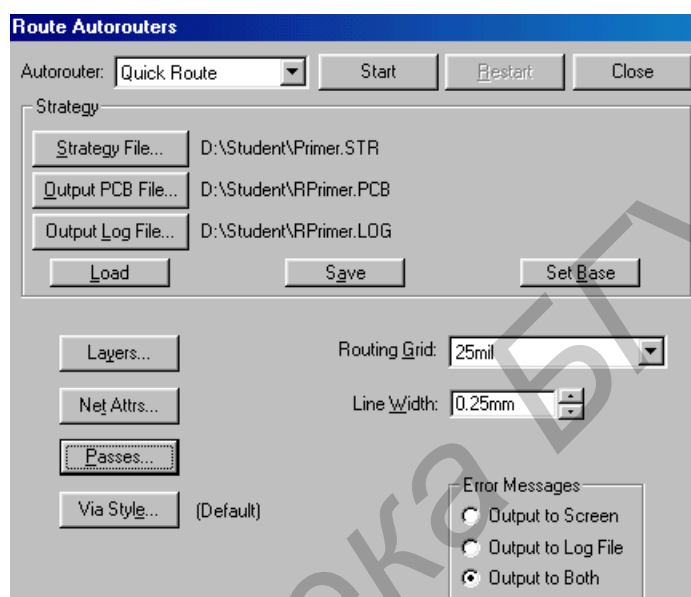 Route Autorouters
Autorouter: Quick Route Start Restart Close
Strategy
Strategy File... D:\Student\Primer.STR
Output PCB File... D:\Student\RPrimer.PCB
Output Log File... D:\Student\RPrimer.LOG
Load Save Set Base
Layers... Routing Grid: 25mil
Net Attrs... Line Width: 0.25mm
Passes...
Via Style... (Default)
Error Messages
Output to Screen
Output to Log File
Output to Both